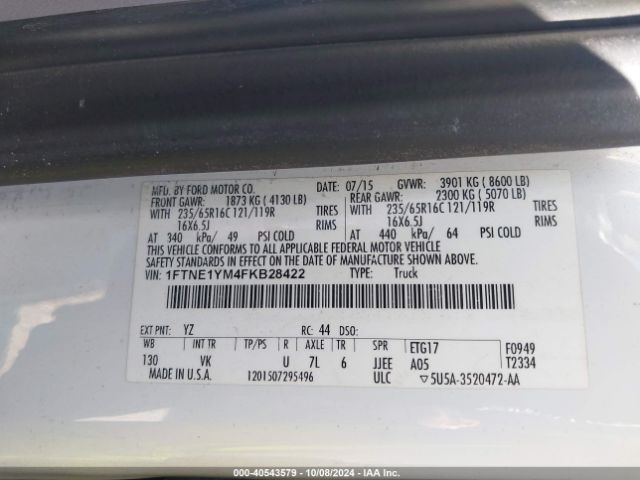 MFD. BY FORD MOTOR CO.
DATE: 07/15 GVWR: 3901 KG ( 8600 LB)
FRONT GAWR: 1873 KG ( 4130 LB) REAR GAWR: 2300 KG ( 5070 LB)
WITH 235/65R16C 121/119R TIRES WITH 235/65R16C 121/119R TIRES
16X6.5J RIMS 16X6.5J RIMS
AT 340 kPa/ 49 PSI COLD AT 440 kPa/ 64 PSI COLD
THIS VEHICLE CONFORMS TO ALL APPLICABLE FEDERAL MOTOR VEHICLE
SAFETY STANDARDS IN EFFECT ON THE DATE OF MANUFACTURE SHOWN ABOVE.
VIN: 1FTNE1YM4FKB28422 TYPE: Truck
EXT PNT: YZ RC: 44 DSO:
WB INT TR TP/PS R AXLE TR SPR ETG17 F0949
130 VK U 7L 6 JJEE A05 T2334
1201507295496 ULC ▽5U5A-3520472-AA
© - 40543579 - 10/08/2024 - IAA Inc.